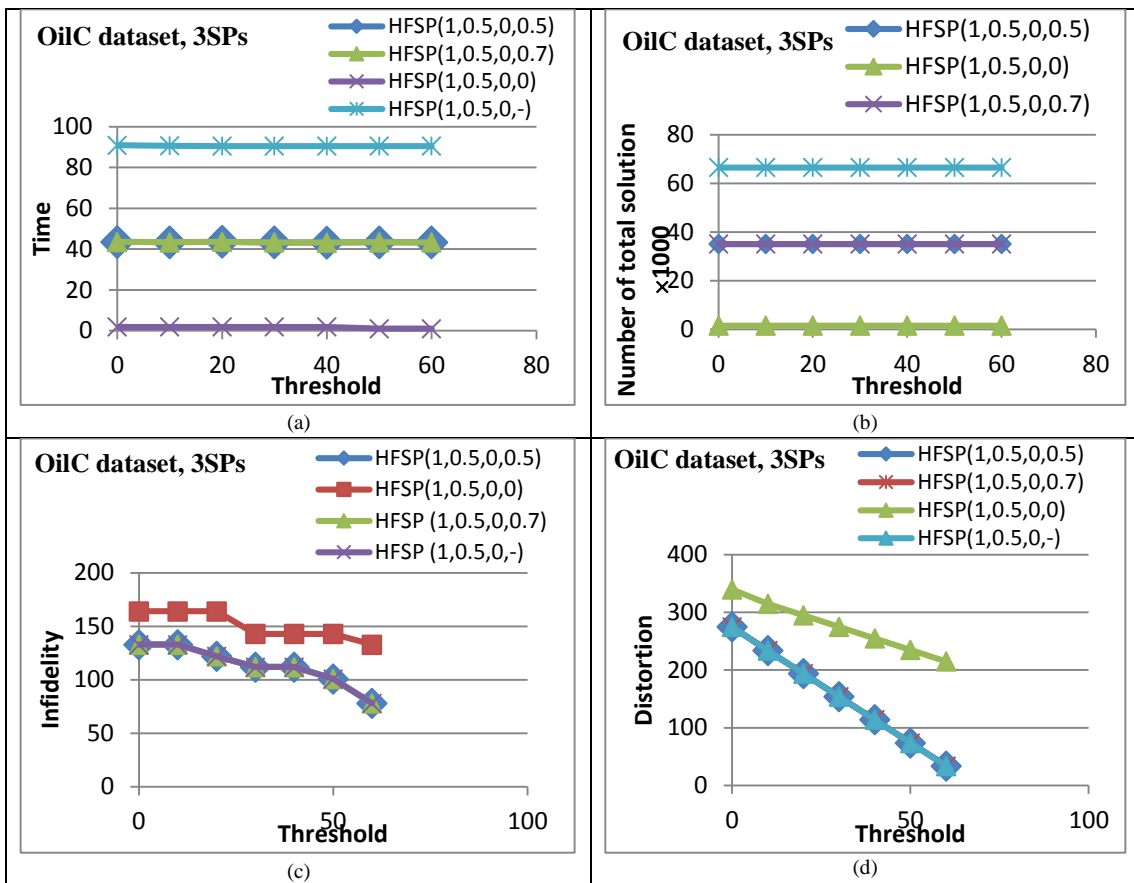 OilC dataset, 3SPs
HFSP(1,0.5,0,0.5)
HFSP(1,0.5,0,0.7)
HFSP(1,0.5,0,0)
HFSP(1,0.5,0,-)
100
80
60
40
20
0
Time
0 20 40 60 80
Threshold
(a)
OilC dataset, 3SPs
HFSP(1,0.5,0,0.5)
HFSP(1,0.5,0,0)
HFSP(1,0.5,0,0.7)
80
60
40
20
0
Number of total solution
×1000
0 20 40 60 80
Threshold
(b)
OilC dataset, 3SPs
HFSP(1,0.5,0,0.5)
HFSP(1,0.5,0,0)
HFSP (1,0.5,0,0.7)
HFSP (1,0.5,0,-)
200
150
100
50
0
Infidelity
0 50 100
Threshold
(c)
OilC dataset, 3SPs
HFSP(1,0.5,0,0.5)
HFSP(1,0.5,0,0.7)
HFSP(1,0.5,0,0)
HFSP(1,0.5,0,-)
400
300
200
100
0
Distortion
0 50 100
Threshold
(d)